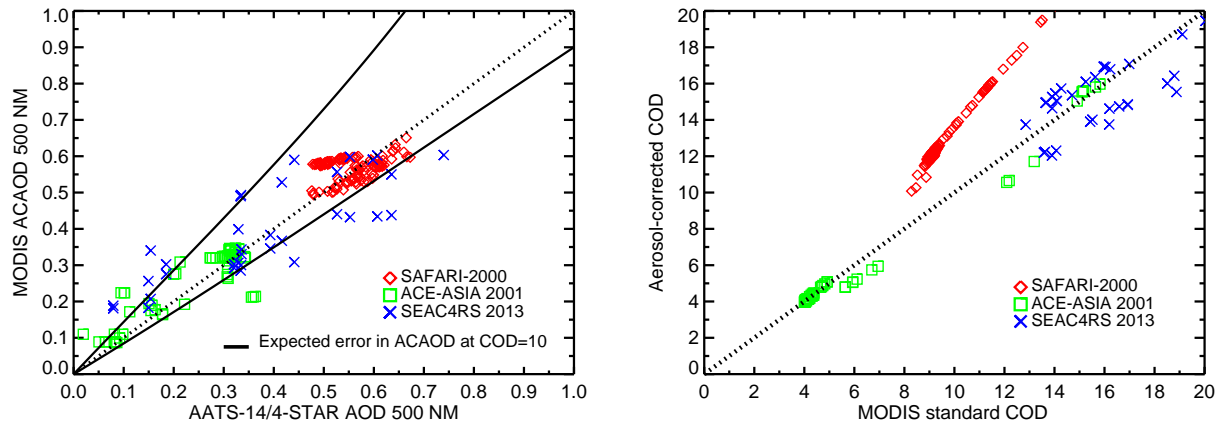 MODIS ACAOD 500 NM
1.0
0.9
0.8
0.7
0.6
0.5
0.4
0.3
0.2
0.1
0.0
SAFARI-2000
ACE-ASIA 2001
SEAC4RS 2013
Expected error in ACAOD at COD=10
0.0 0.1 0.2 0.3 0.4 0.5 0.6 0.7 0.8 0.9 1.0
AATS-14/4-STAR AOD 500 NM
Aerosol-corrected COD
20
18
16
14
12
10
8
6
4
2
0
SAFARI-2000
ACE-ASIA 2001
SEAC4RS 2013
0 2 4 6 8 10 12 14 16 18 20
MODIS standard COD